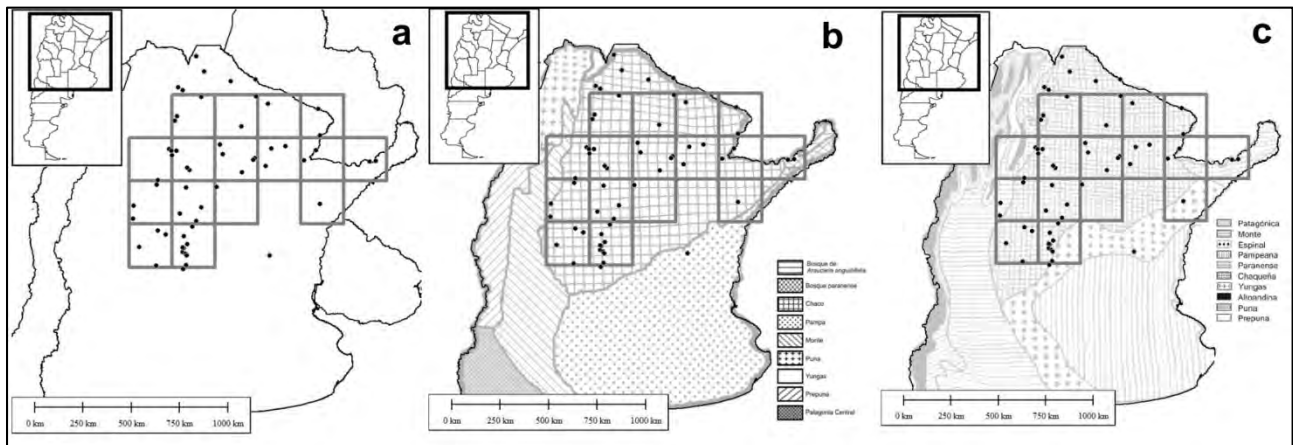 a
0 km 250 km 500 km 750 km 1000 km
b
Bosque de
Araucaria angustifolia
Bosque paranense
Chaco
Pampa
Monte
Puna
Yungas
Prepuna
Patagonia Central
0 km 250 km 500 km 750 km 1000 km
c
Patagónica
Monte
Espinal
Pampeana
Paranense
Chaqueña
Yungas
Altoandina
Puna
Prepuna
0 km 250 km 500 km 750 km 1000 km